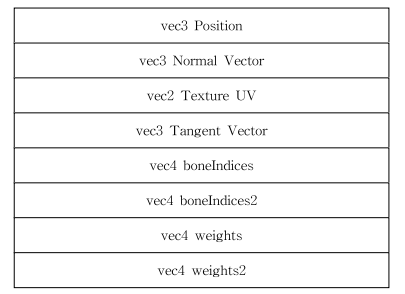 vec3 Position
vec3 Normal Vector
vec2 Texture UV
vec3 Tangent Vector
vec4 boneIndices
vec4 boneIndices2
vec4 weights
vec4 weights2